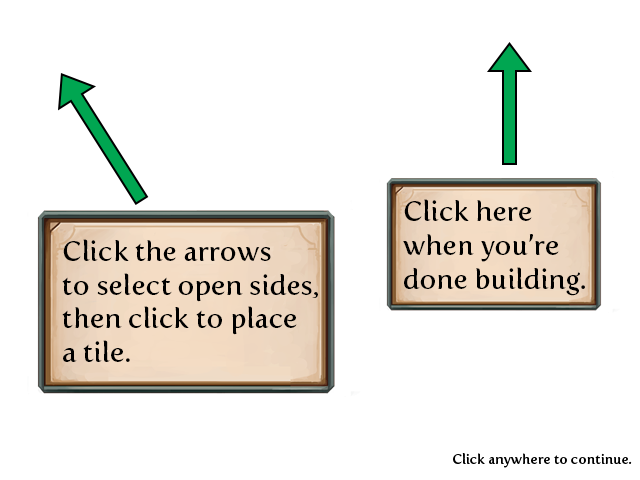 Click the arrows
to select open sides,
then click to place
a tile.
Click here
when you're
done building.
Click anywhere to continue.